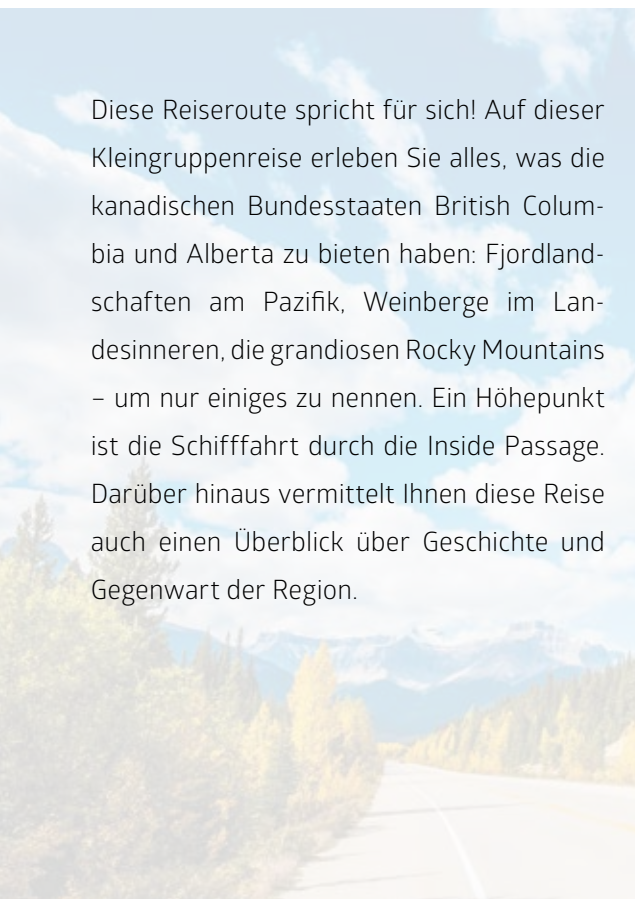 Diese Reiseroute spricht für sich! Auf dieser
Kleingruppenreise erleben Sie alles, was die
kanadischen Bundesstaaten British Colum-
bia und Alberta zu bieten haben: Fjordland-
schaften am Pazifik, Weinberge im Lan-
desinneren, die grandiosen Rocky Mountains
– um nur einiges zu nennen. Ein Höhepunkt
ist die Schifffahrt durch die Inside Passage.
Darüber hinaus vermittelt Ihnen diese Reise
auch einen Überblick über Geschichte und
Gegenwart der Region.